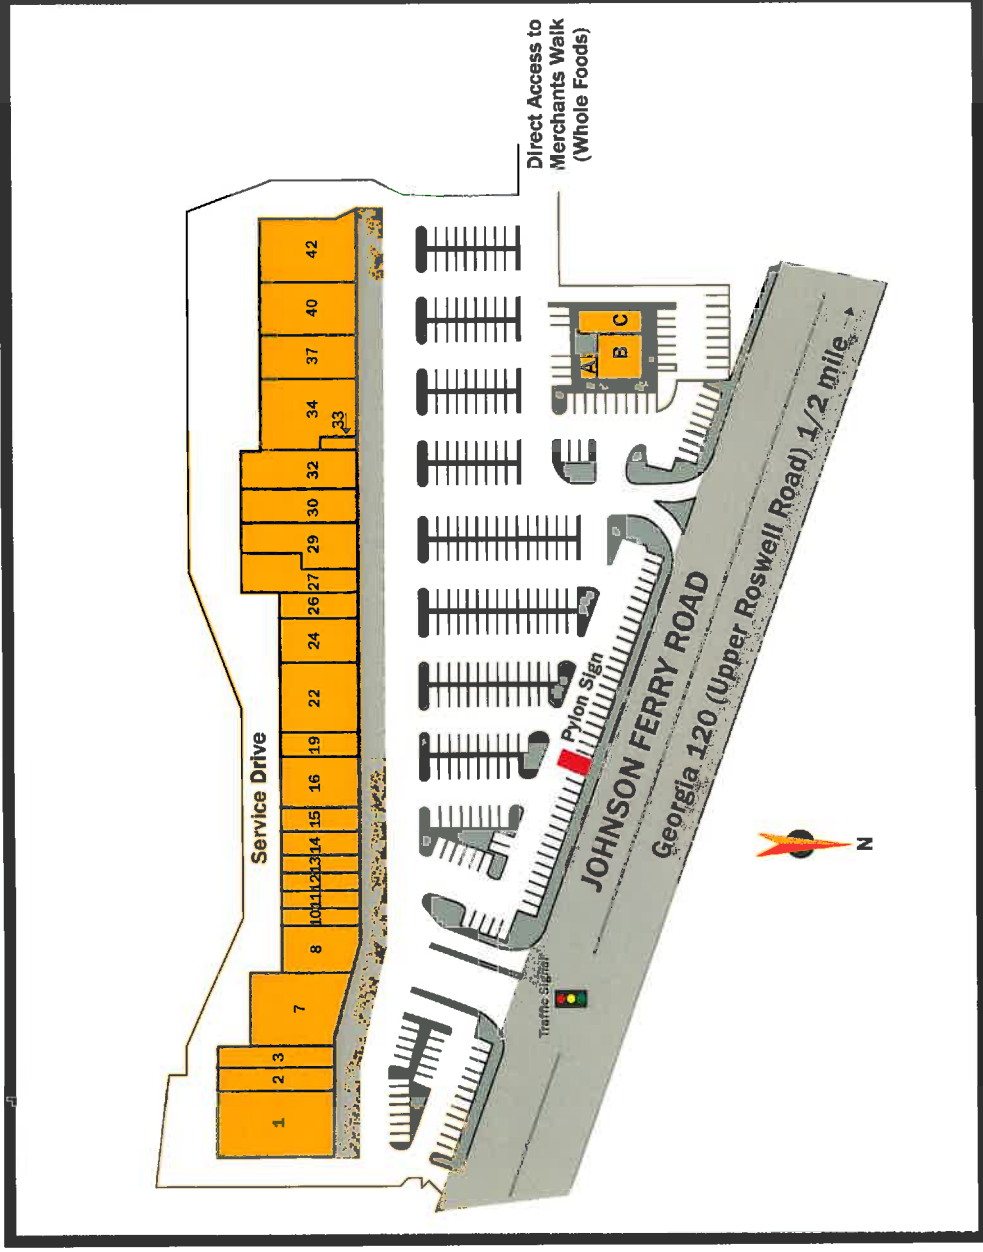 Direct Access to
Merchants Walk
(Whole Foods)
Service Drive
1
2
3
7
8
10
11
12
13
14
15
16
19
22
24
26
27
29
30
32
33
34
37
40
42
A
B
C
Pylon Sign
Traffic Signal
JOHNSON FERRY ROAD
Georgia 120 (Upper Roswell Road) 1/2 mile
N